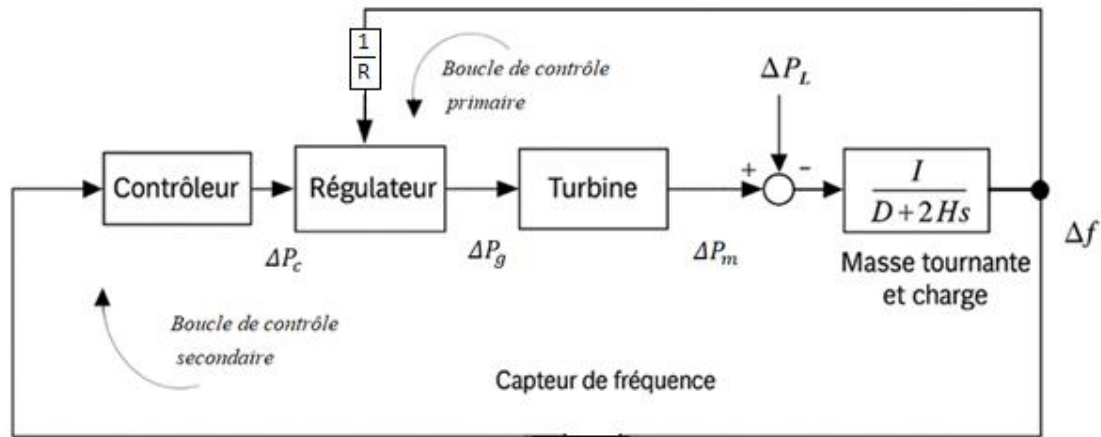 1
R
Boucle de contrôle
primaire
ΔP_L
Contrôleur
Régulateur
Turbine
+
-
I
D+2Hs
ΔP_c
ΔP_g
ΔP_m
Δf
Masse tournante
et charge
Boucle de contrôle
secondaire
Capteur de fréquence